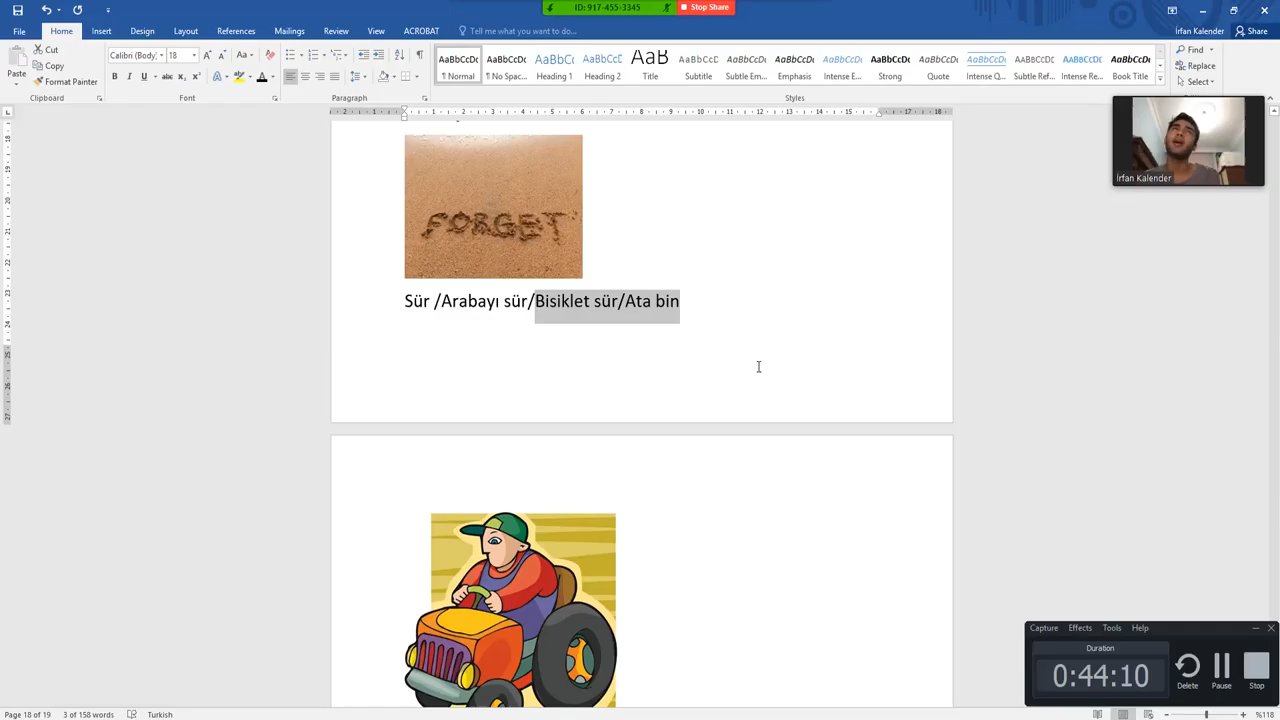 ID: 917-455-3345
Stop Share
File
Home
Insert
Design
Layout
References
Mailings
Review
View
ACROBAT
Tell me what you want to do...
İrfan Kalender
Share
Paste
Cut
Copy
Format Painter
Calibri (Body)
18
Clipboard
Font
Paragraph
Styles
¶ Normal
¶ No Spac...
Heading 1
Heading 2
Title
Subtitle
Subtle Em...
Emphasis
Intense E...
Strong
Quote
Intense Q...
Subtle Ref...
Intense Re...
Book Title
Find
Replace
Select
İrfan Kalender
FORGET
Sür /Arabayı sür/Bisiklet sür/Ata bin
Capture
Effects
Tools
Help
Duration
0:44:10
Delete
Pause
Stop
Page 18 of 19
3 of 158 words
Turkish
%118